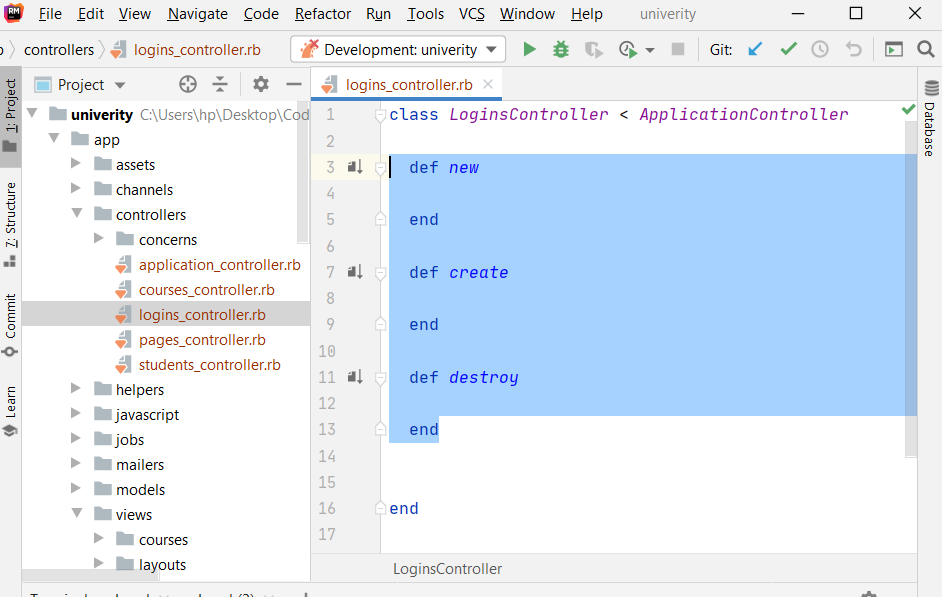 RM File Edit View Navigate Code Refactor Run Tools VCS Window Help univerity
controllers logins_controller.rb Development: univerity Git:
Project logins_controller.rb
1: Project
Z: Structure
Commit
Learn
univerity C:\Users\hp\Desktop\Cod
app
assets
channels
controllers
concerns
application_controller.rb
courses_controller.rb
logins_controller.rb
pages_controller.rb
students_controller.rb
helpers
javascript
jobs
mailers
models
views
courses
layouts
1 class LoginsController < ApplicationController
2
3 def new
4
5 end
6
7 def create
8
9 end
10
11 def destroy
12
13 end
14
15
16 end
17
LoginsController
Database